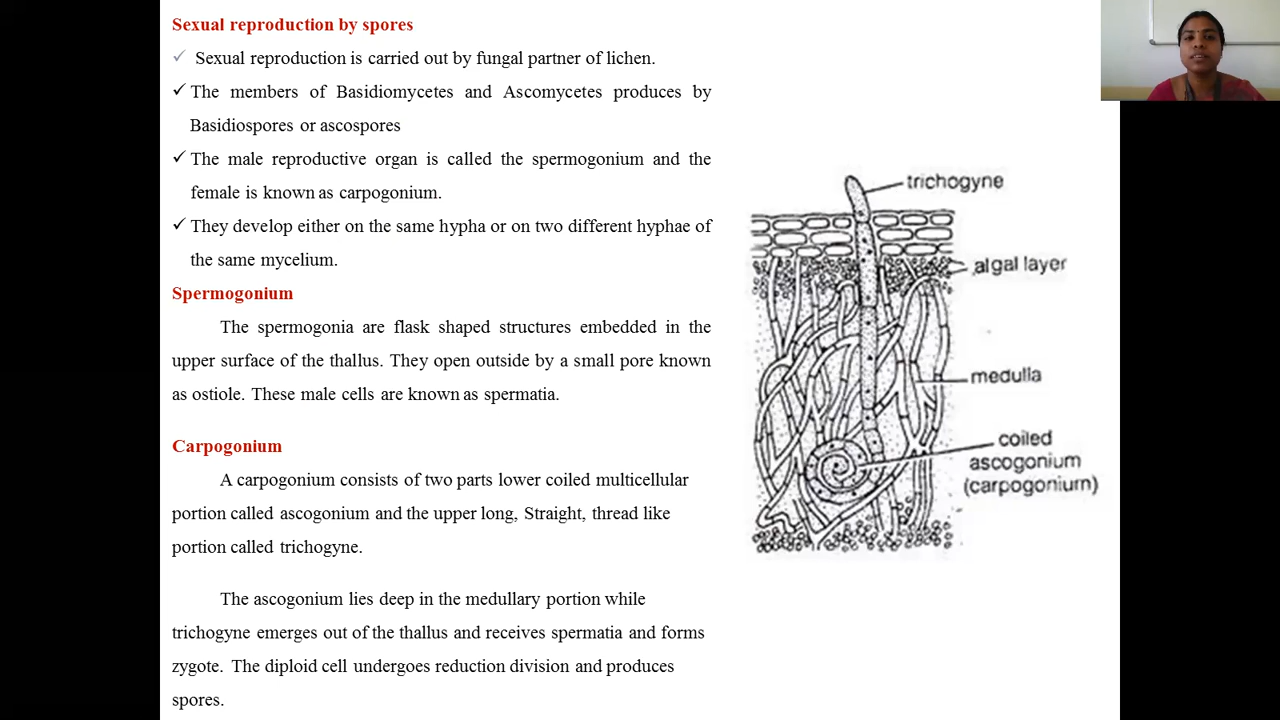 Sexual reproduction by spores
✓ Sexual reproduction is carried out by fungal partner of lichen.
✓ The members of Basidiomycetes and Ascomycetes produces by
Basidiospores or ascospores
✓ The male reproductive organ is called the spermogonium and the
female is known as carpogonium.
✓ They develop either on the same hypha or on two different hyphae of
the same mycelium.
Spermogonium
The spermogonia are flask shaped structures embedded in the
upper surface of the thallus. They open outside by a small pore known
as ostiole. These male cells are known as spermatia.
Carpogonium
A carpogonium consists of two parts lower coiled multicellular
portion called ascogonium and the upper long, Straight, thread like
portion called trichogyne.
The ascogonium lies deep in the medullary portion while
trichogyne emerges out of the thallus and receives spermatia and forms
zygote. The diploid cell undergoes reduction division and produces
spores.
trichogyne
algal layer
medulla
coiled
ascogonium
(carpogonium)